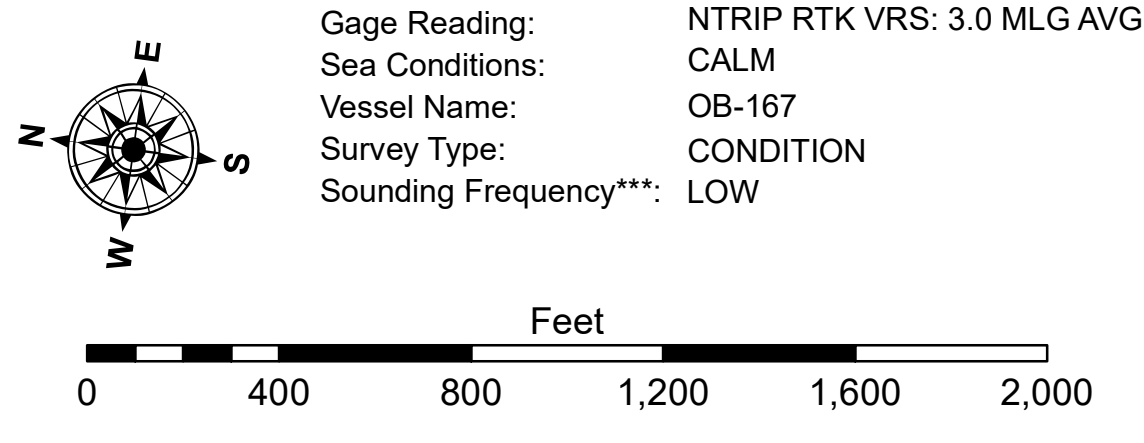 E
N
S
W
Gage Reading: NTRIP RTK VRS: 3.0 MLG AVG
Sea Conditions: CALM
Vessel Name: OB-167
Survey Type: CONDITION
Sounding Frequency***: LOW
Feet
0 400 800 1,200 1,600 2,000